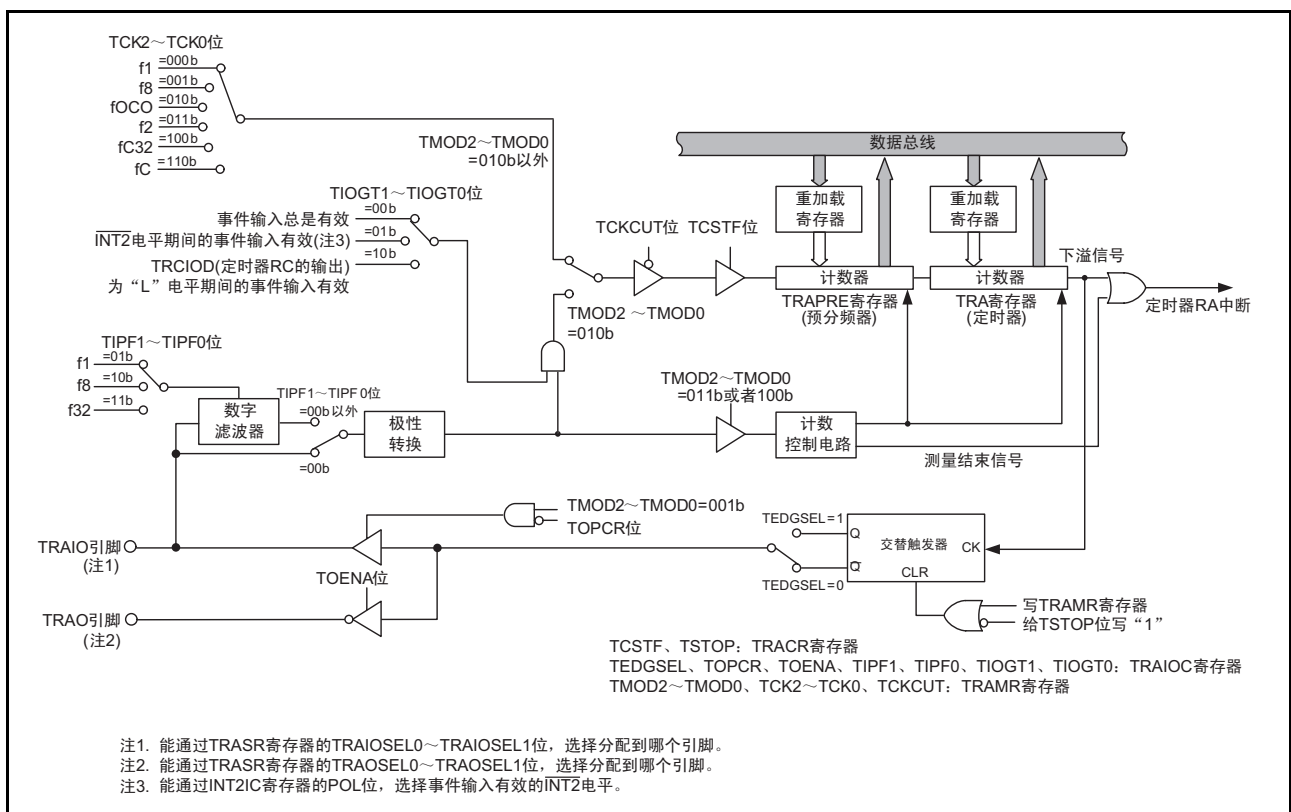 TCK2～TCK0位
f1 =000b
f8 =001b
fOCO =010b
f2 =011b
fC32 =100b
fC =110b
TMOD2～TMOD0
=010b以外
TIOGT1～TIOGT0位
事件输入总是有效 =00b
INT2电平期间的事件输入有效(注3) =01b
TRCIOD(定时器RC的输出) =10b
为“L”电平期间的事件输入有效
TMOD2～TMOD0
=010b
TCKCUT位
TCSTF位
数据总线
重加载
寄存器
重加载
寄存器
计数器
TRAPRE寄存器
(预分频器)
计数器
TRA寄存器
(定时器)
下溢信号
定时器RA中断
TIPF1～TIPF0位
f1 =01b
f8 =10b
f32 =11b
数字
滤波器
TIPF1～TIPF0位
=00b以外
=00b
极性
转换
TMOD2～TMOD0
=011b或者100b
计数
控制电路
测量结束信号
TMOD2～TMOD0=001b
TOPCR位
TRAIO引脚
(注1)
TOENA位
TRAO引脚
(注2)
TEDGSEL=1
TEDGSEL=0
Q
Q
交替触发器
CK
CLR
写TRAMR寄存器
给TSTOP位写“1”
TCSTF、TSTOP：TRACR寄存器
TEDGSEL、TOPCR、TOENA、TIPF1、TIPF0、TIOGT1、TIOGT0：TRAIOC寄存器
TMOD2～TMOD0、TCK2～TCK0、TCKCUT：TRAMR寄存器
注1. 能通过TRASR寄存器的TRAIOSEL0～TRAIOSEL1位，选择分配到哪个引脚。
注2. 能通过TRASR寄存器的TRAOSEL0～TRAOSEL1位，选择分配到哪个引脚。
注3. 能通过INT2IC寄存器的POL位，选择事件输入有效的INT2电平。